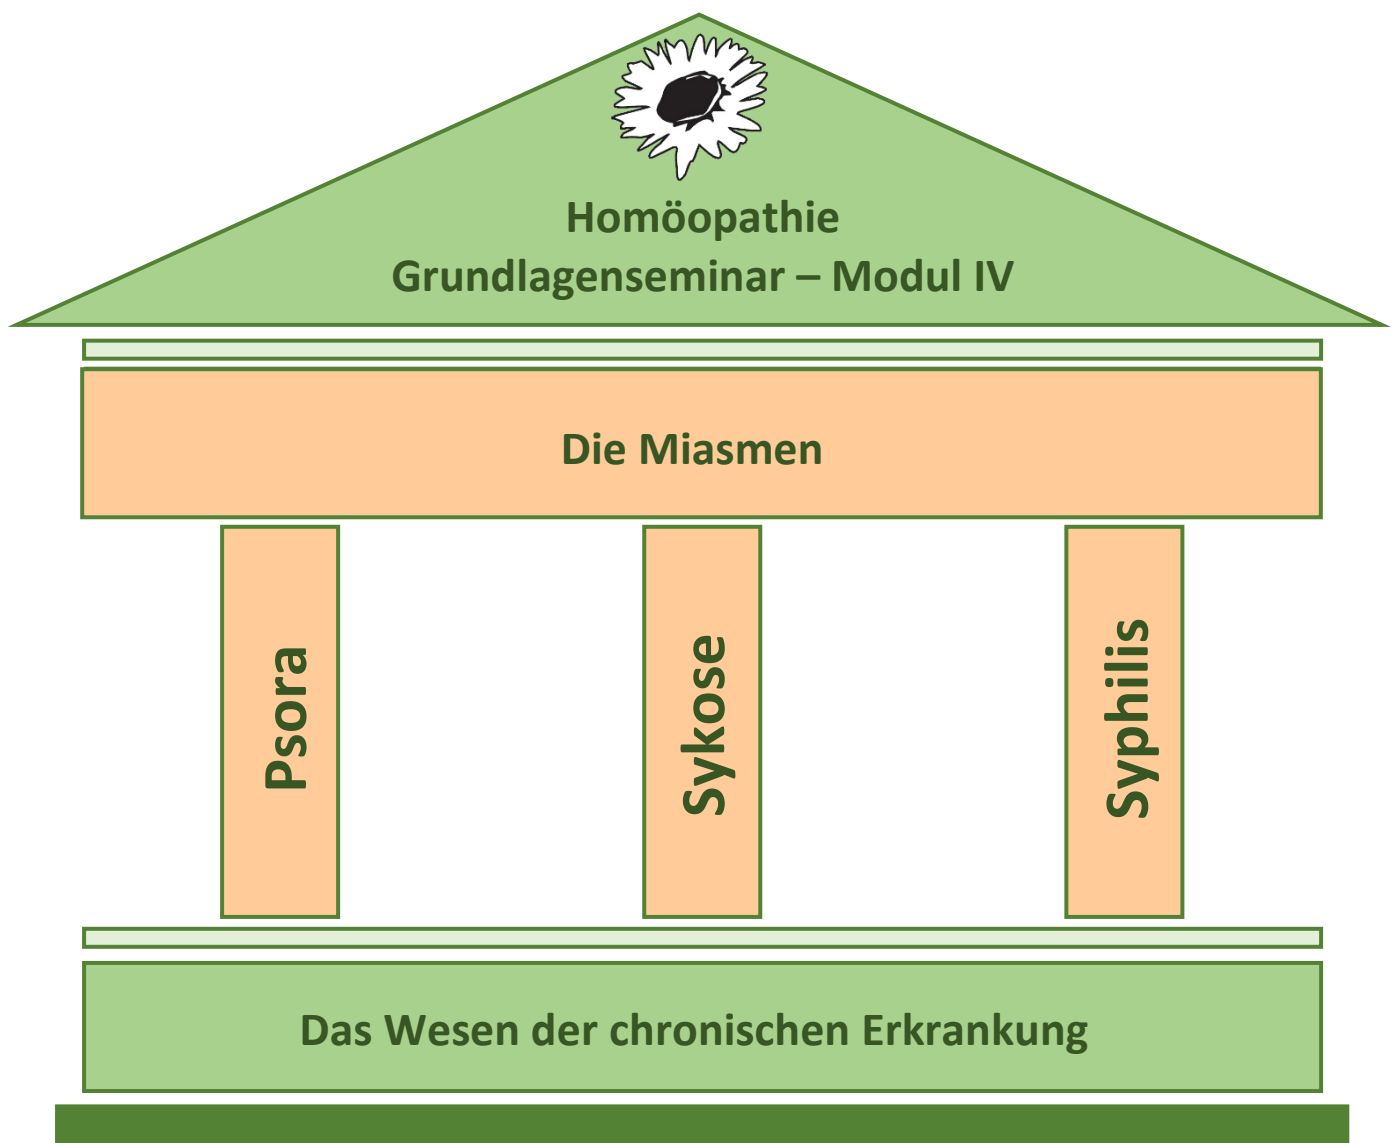 Homöopathie
Grundlagenseminar – Modul IV
Die Miasmen
Psora
Sykose
Syphilis
Das Wesen der chronischen Erkrankung